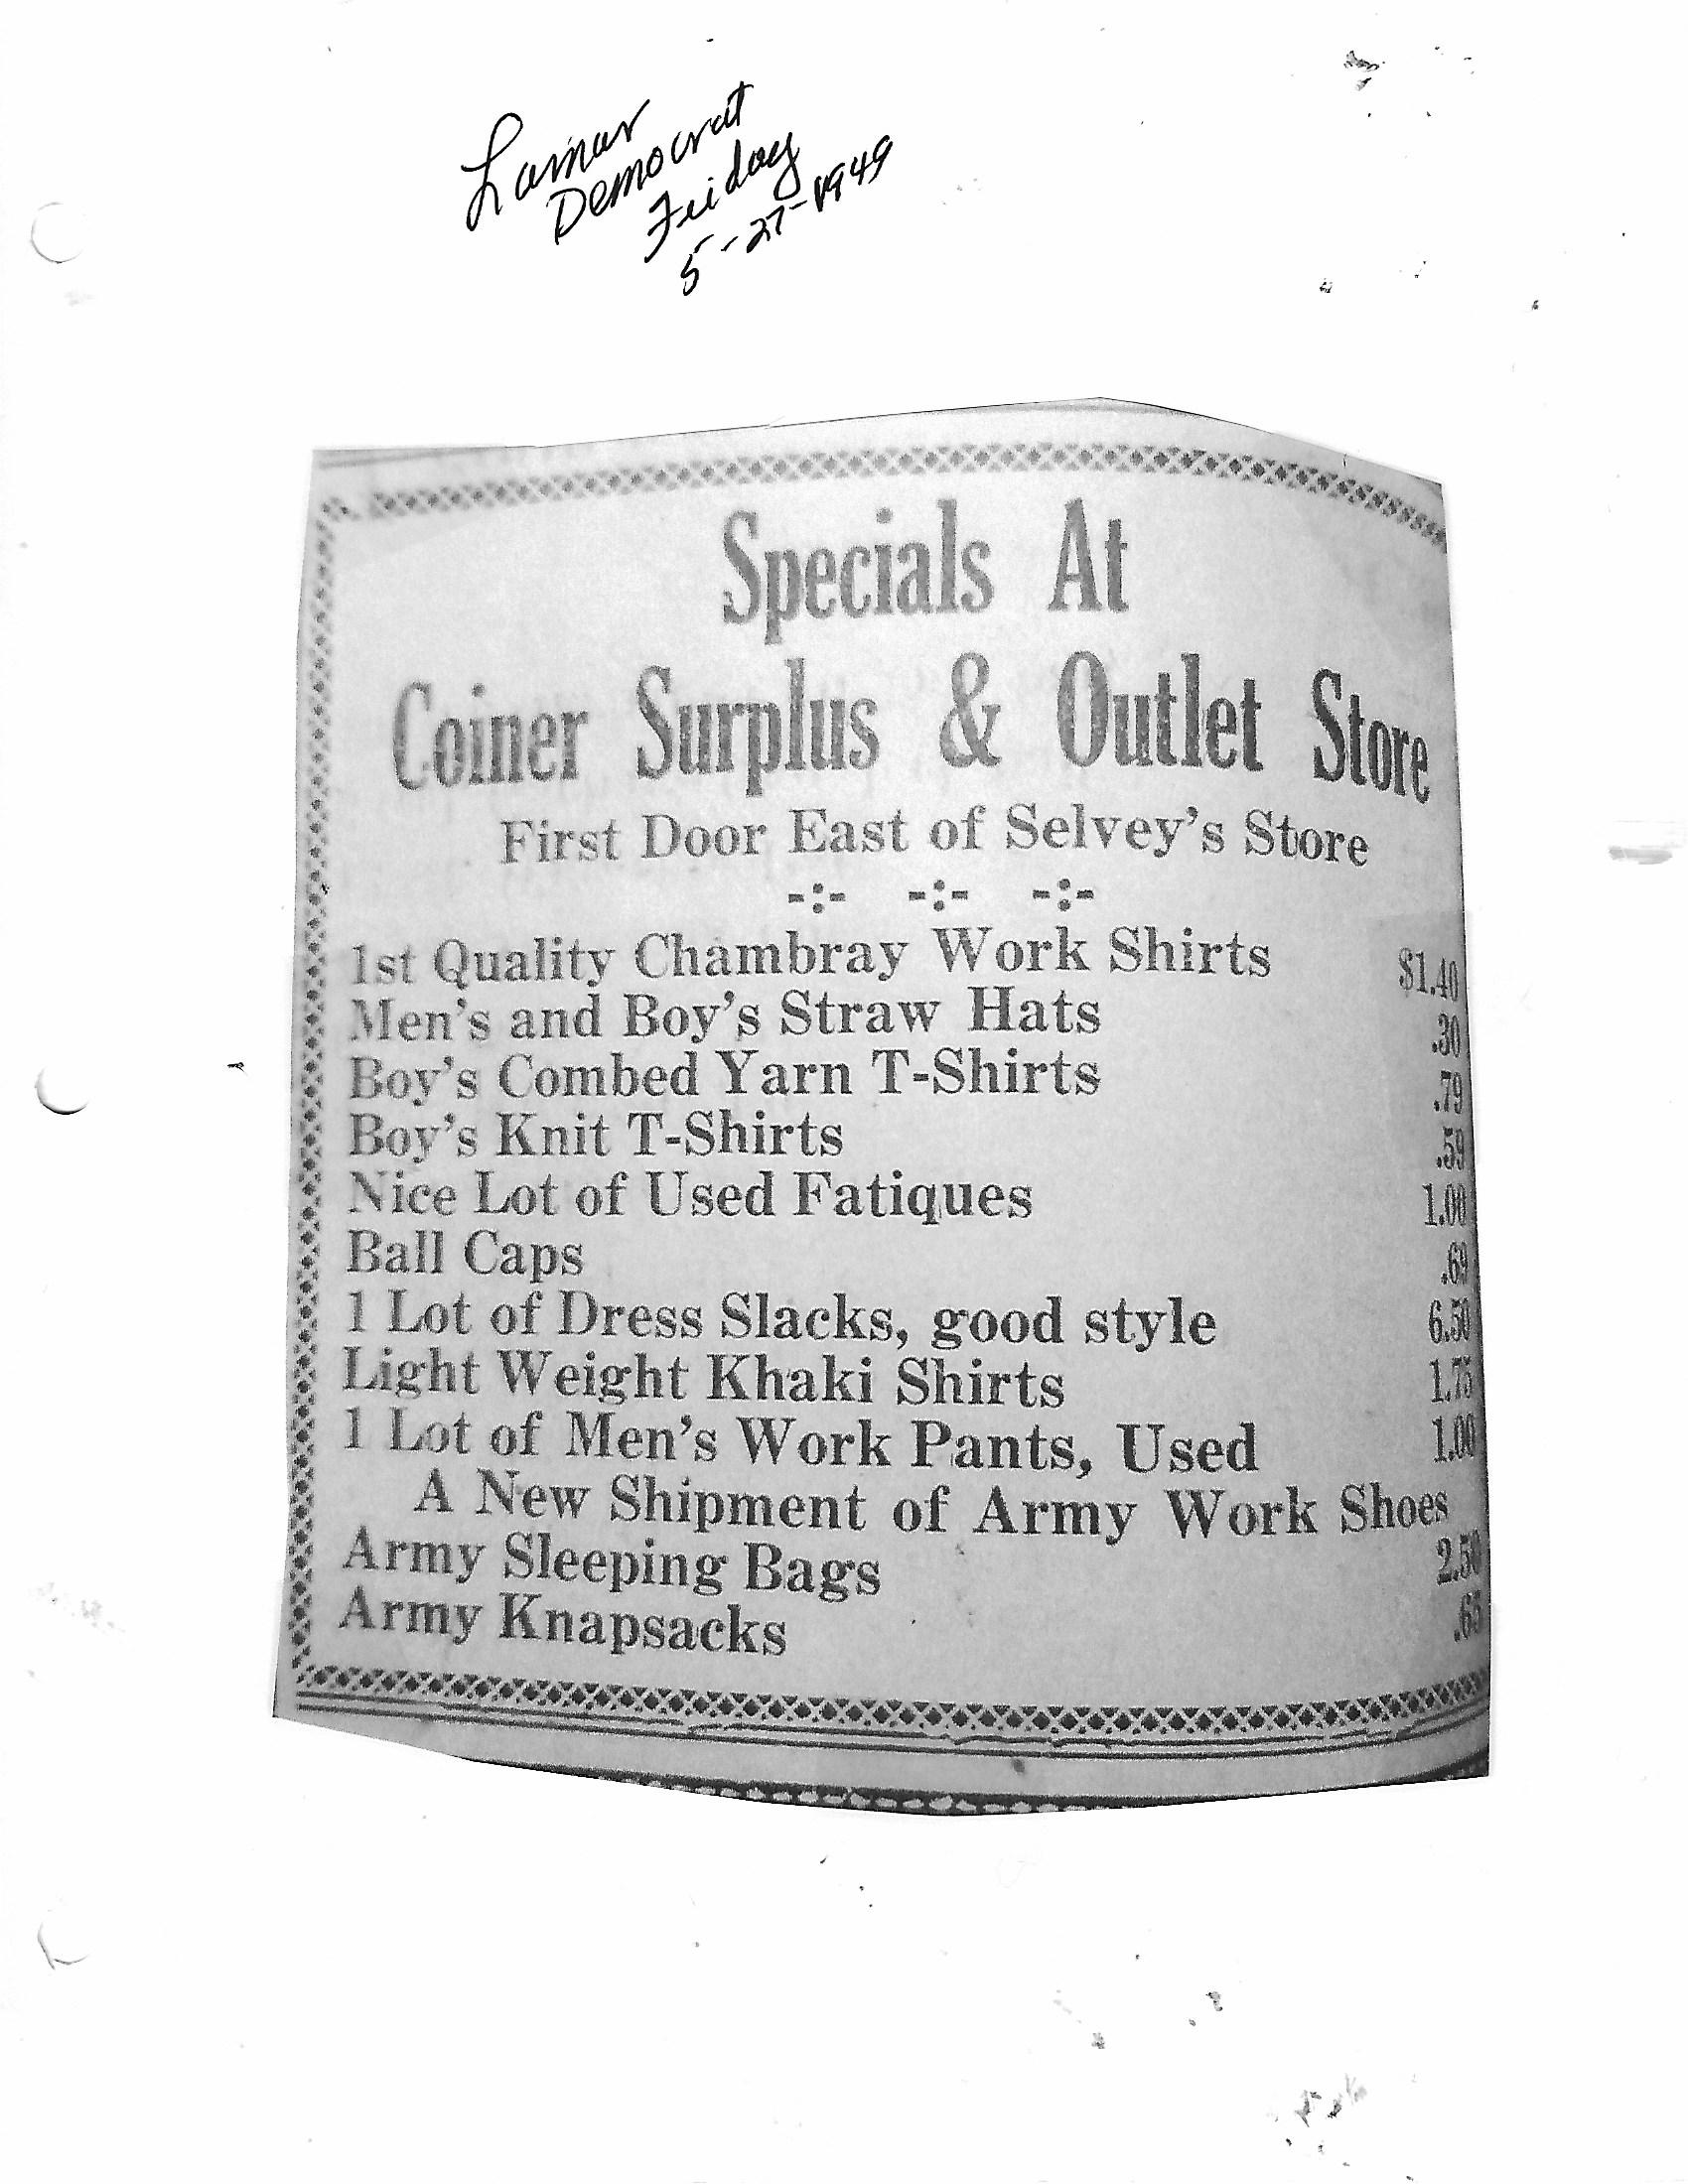 Lamar
Democrat
Friday
5-27-1949
Specials At
Coiner Surplus & Outlet Store
First Door East of Selvey's Store
-:- -:- -:-
1st Quality Chambray Work Shirts $1.40
Men's and Boy's Straw Hats .30
Boy's Combed Yarn T-Shirts .79
Boy's Knit T-Shirts .59
Nice Lot of Used Fatiques 1.00
Ball Caps .69
1 Lot of Dress Slacks, good style 6.50
Light Weight Khaki Shirts 1.75
1 Lot of Men's Work Pants, Used 1.00
A New Shipment of Army Work Shoes
Army Sleeping Bags 2.50
Army Knapsacks .65